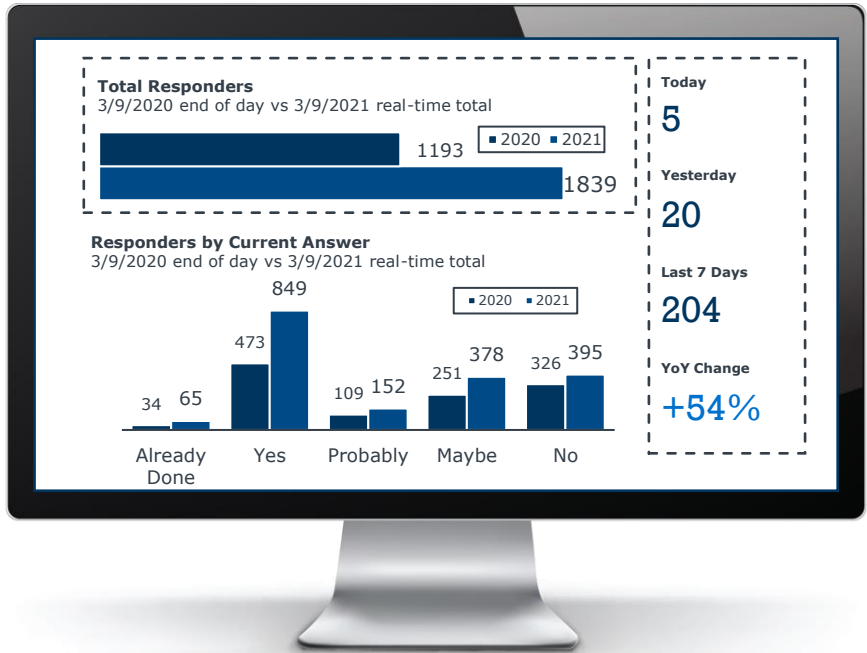 Total Responders
3/9/2020 end of day vs 3/9/2021 real-time total
2020 2021
1193
1839
Responders by Current Answer
3/9/2020 end of day vs 3/9/2021 real-time total
2020 2021
34 65 473 849 109 152 251 378 326 395
Already Done Yes Probably Maybe No
Today
5
Yesterday
20
Last 7 Days
204
YoY Change
+54%